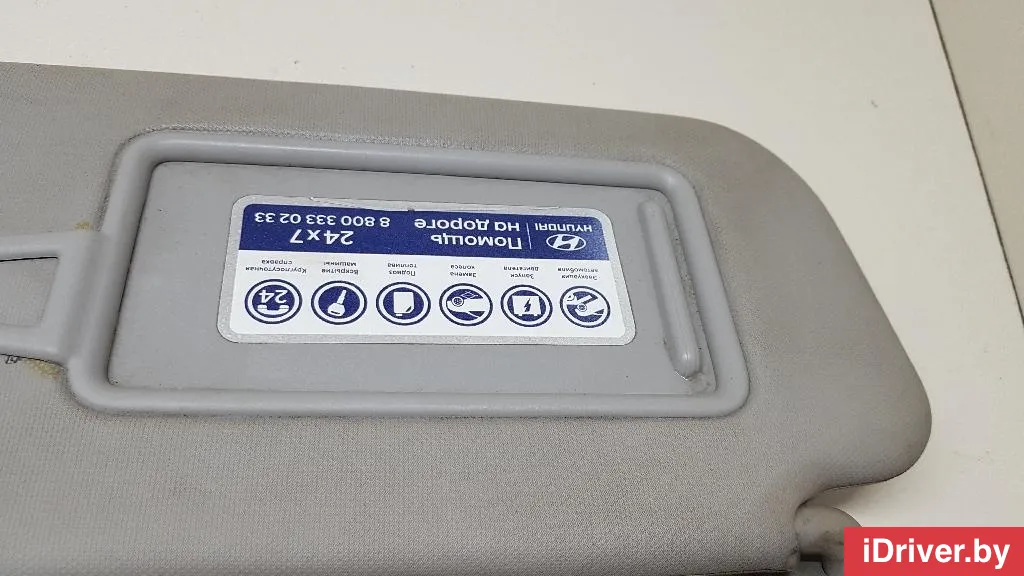 HYUNDAI
Помощь
на дороге
24x7
8 800 333 02 33
Эвакуация
автомобиля
Запуск
двигателя
Замена
колеса
Подвоз
топлива
Вскрытие
машины
Круглосуточная
справка
24
iDriver.by